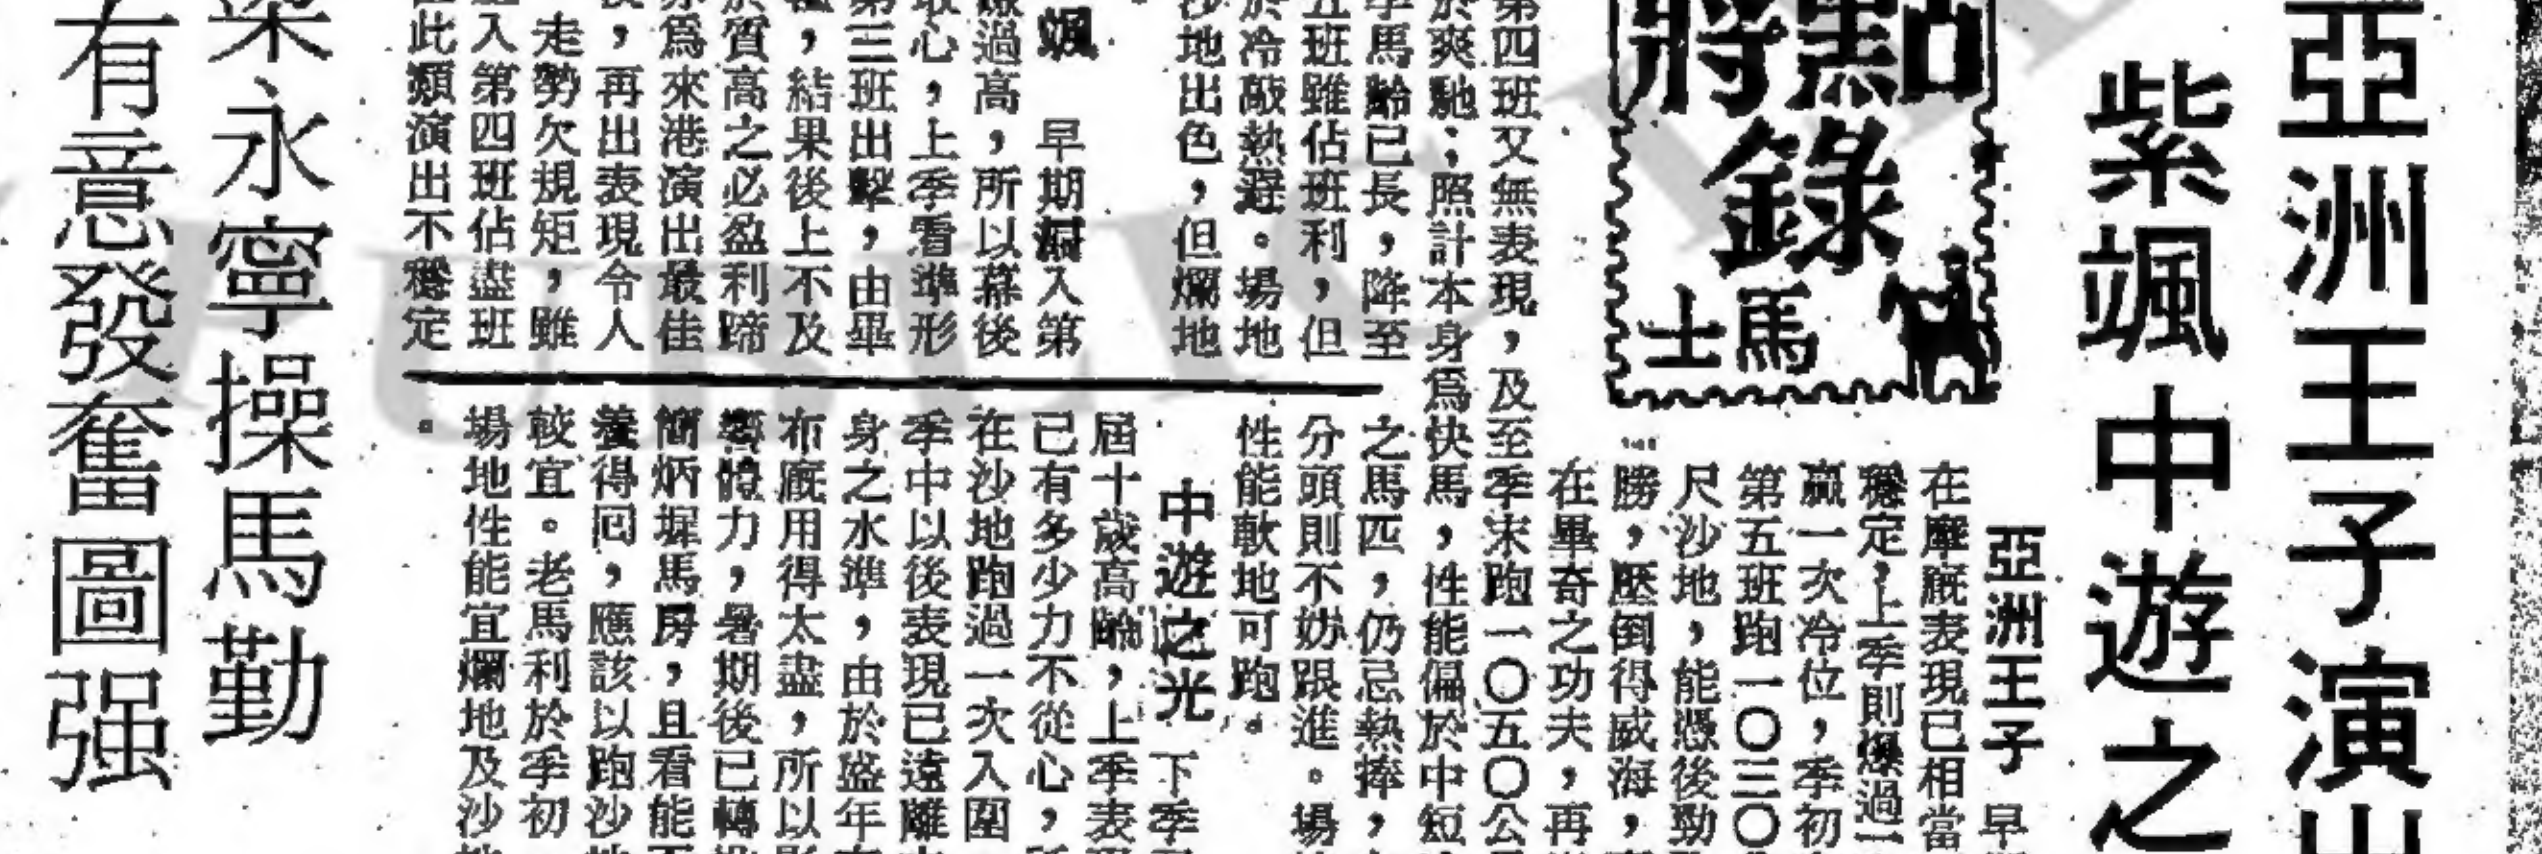 亞洲王子演出
紫颯中遊之
點將
錄
馬士
亞洲王子 早
在摩廐表現已相當
穩定，上季則爆過一
贏一次冷位，季初
第五班跑一〇三〇
尺沙地，能憑後勁
勝，壓倒得威海，
在畢奇之功夫，再
第四班又無表現，及至季末跑一〇五〇公
於爽馳；照計本身爲快馬，性能偏於中短
季馬齡已長，降至
之馬匹，仍忌熱捧，
五班雖佔班利，但
分頭則不妨跟進。場
於冷敲熱避。場地
性能軟地可跑。
沙地出色，但爛地
颯 早期濕入第
過高，所以幕後
心，上季看準形
第三班出擊，由畢
，結果後上不及
於質高之必盈利蹄
爲來港演出最佳
，再出表現令人
走勢欠規矩，雖
入第四班佔盡班
此類演出不穩定
中遊之光 下季
屆十歲高齡，上季表
已有多少力不從心，
在沙地跑過一次入圍
季中以後表現已遠離
身之水準，由於盛年
布廐用得太盡，所以
響體力，暑期後已轉
簡炳墀馬房，且看能
養得囘，應該以跑沙
較宜。老馬利於季初
場地性能宜爛地及沙
。
梁永寧操馬勤
有意發奮圖强